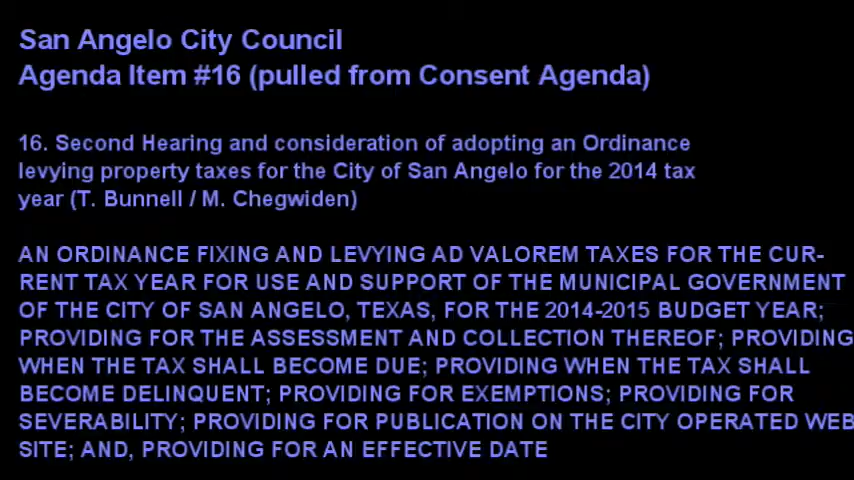 San Angelo City Council
Agenda Item #16 (pulled from Consent Agenda)
16. Second Hearing and consideration of adopting an Ordinance
levying property taxes for the City of San Angelo for the 2014 tax
year (T. Bunnell / M. Chegwiden)
AN ORDINANCE FIXING AND LEVYING AD VALOREM TAXES FOR THE CUR-
RENT TAX YEAR FOR USE AND SUPPORT OF THE MUNICIPAL GOVERNMENT
OF THE CITY OF SAN ANGELO, TEXAS, FOR THE 2014-2015 BUDGET YEAR;
PROVIDING FOR THE ASSESSMENT AND COLLECTION THEREOF; PROVIDING
WHEN THE TAX SHALL BECOME DUE; PROVIDING WHEN THE TAX SHALL
BECOME DELINQUENT; PROVIDING FOR EXEMPTIONS; PROVIDING FOR
SEVERABILITY; PROVIDING FOR PUBLICATION ON THE CITY OPERATED WEB
SITE; AND, PROVIDING FOR AN EFFECTIVE DATE